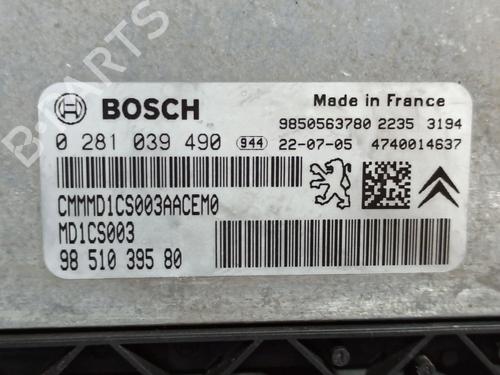 BOSCH
Made in France
9850563780 2235 3194
0 281 039 490 944 22-07-05 4740014637
CMMMD1CS003AACEM0
MD1CS003
98 510 395 80
B-PARTS